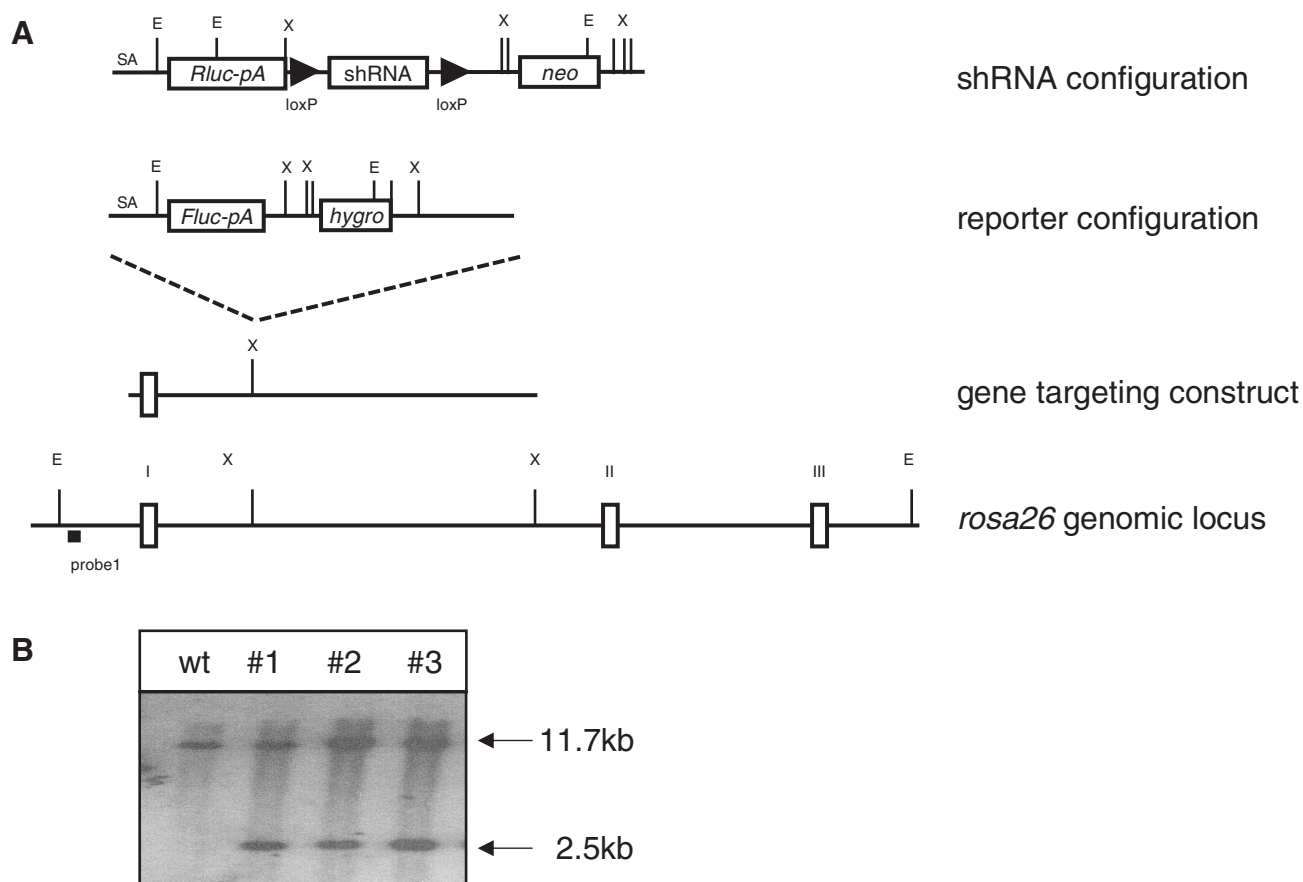 A
E E X X E X
SA Rluc-pA shRNA neo
loxP loxP
shRNA configuration
E X X E X
SA Fluc-pA hygro
reporter configuration
X
gene targeting construct
E I X X II III E
rosa26 genomic locus
probe1
B
wt #1 #2 #3
11.7kb
2.5kb